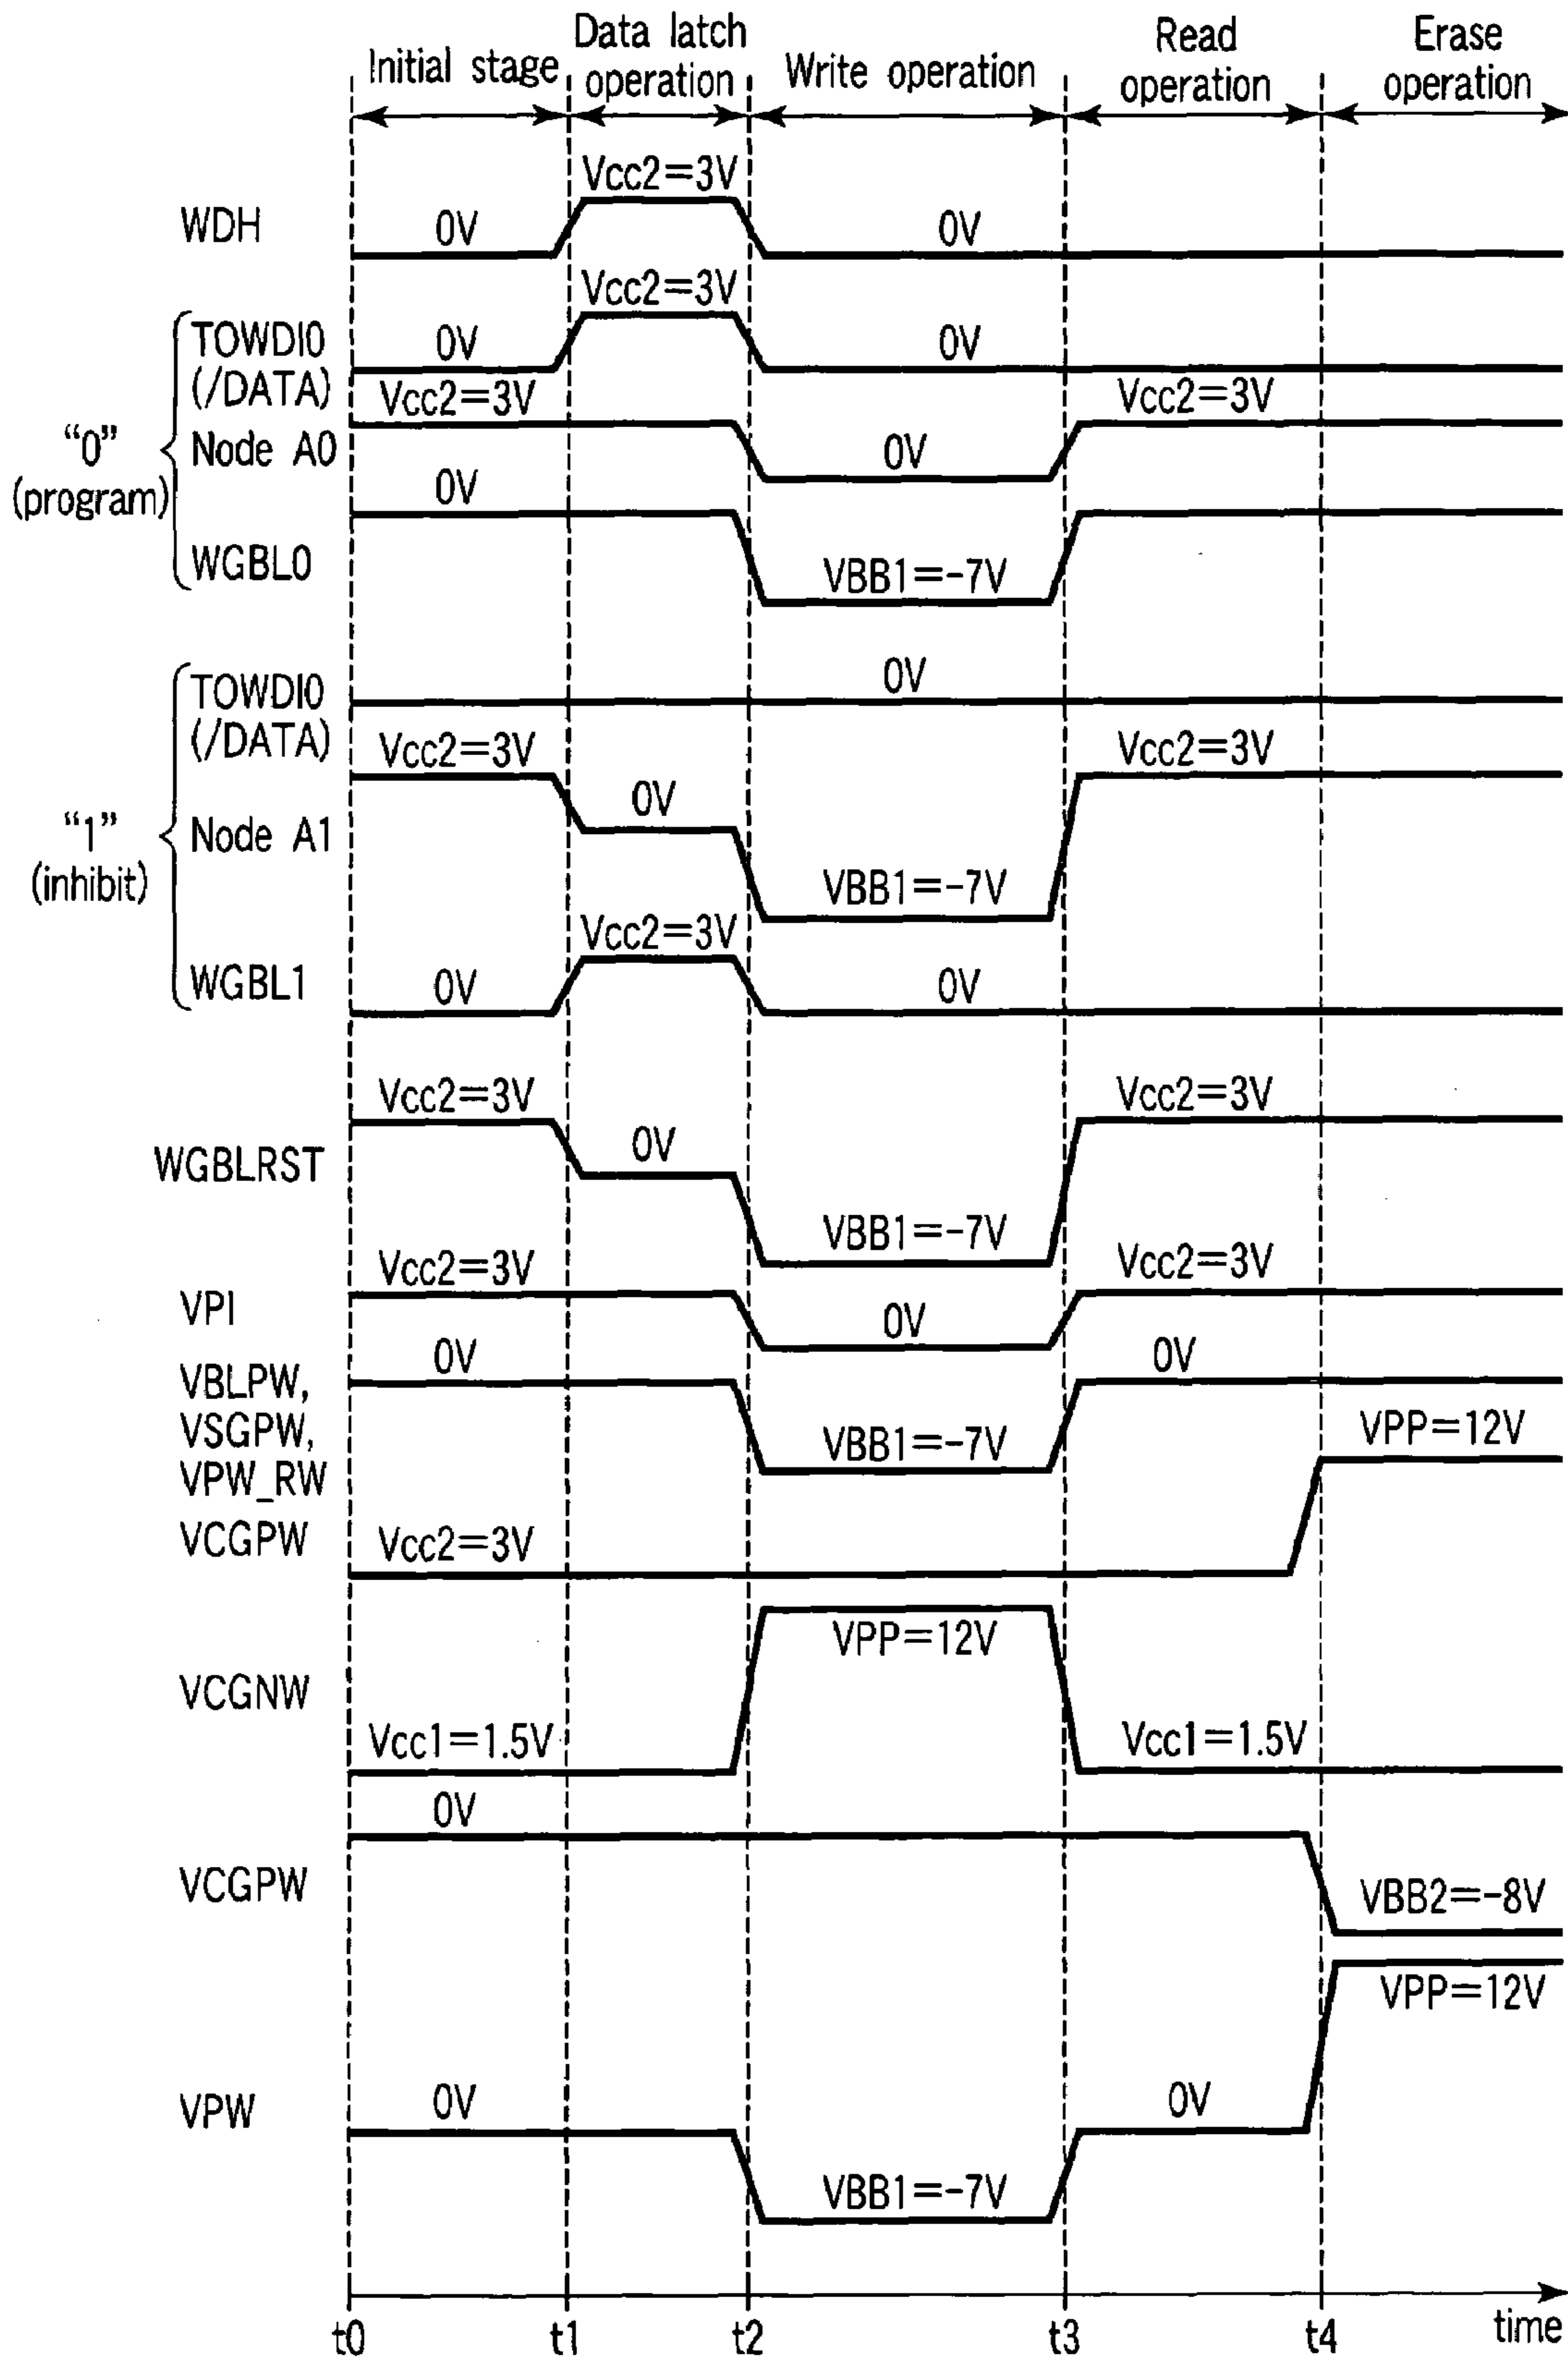 Initial stage
Data latch
operation
Write operation
Read
operation
Erase
operation
Vcc2=3V
WDH
0V
0V
Vcc2=3V
TOWDI0
(/DATA)
0V
0V
Vcc2=3V
Vcc2=3V
“0”
(program)
Node A0
0V
0V
WGBL0
VBB1=-7V
TOWDI0
(/DATA)
0V
Vcc2=3V
Vcc2=3V
“1”
(inhibit)
Node A1
0V
VBB1=-7V
Vcc2=3V
WGBL1
0V
0V
Vcc2=3V
Vcc2=3V
WGBLRST
0V
VBB1=-7V
Vcc2=3V
Vcc2=3V
VPI
0V
0V
0V
VBLPW,
VSGPW,
VPW_RW
VBB1=-7V
VPP=12V
VCGPW
Vcc2=3V
VPP=12V
VCGNW
Vcc1=1.5V
Vcc1=1.5V
0V
VCGPW
VBB2=-8V
VPP=12V
VPW
0V
0V
VBB1=-7V
t0
t1
t2
t3
t4
time